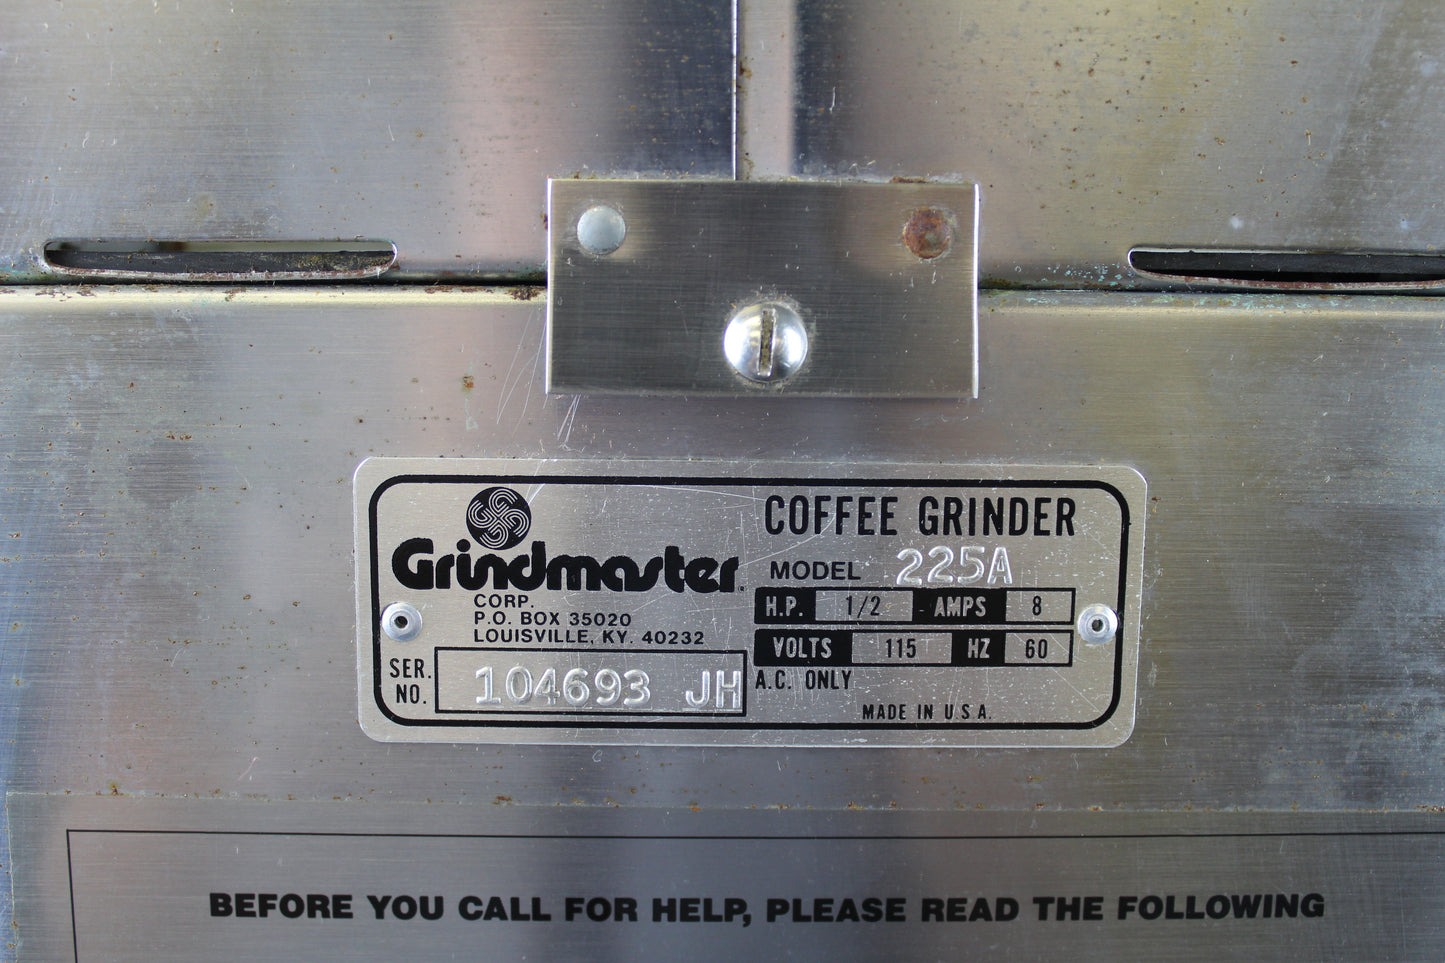 Grindmaster
CORP.
P.O. BOX 35020
LOUISVILLE, KY. 40232
SER. NO. 104693 JH
COFFEE GRINDER
MODEL 225A
H.P. 1/2 AMPS 8
VOLTS 115 HZ 60
A.C. ONLY
MADE IN U.S.A.
BEFORE YOU CALL FOR HELP, PLEASE READ THE FOLLOWING